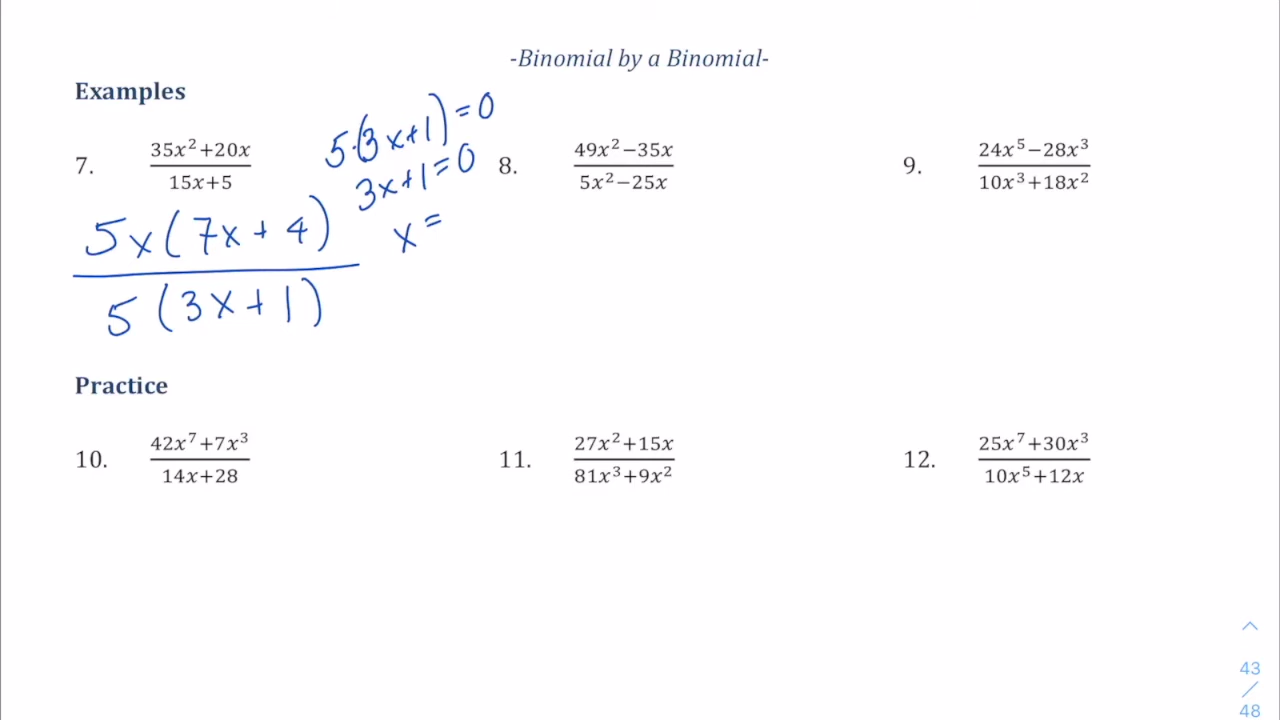 -Binomial by a Binomial-
Examples
7. (35x²+20x)/(15x+5)
5·(3x+1)=0
3x+1=0
x=
5x(7x+4)
5(3x+1)
8. (49x²−35x)/(5x²−25x)
9. (24x⁵−28x³)/(10x³+18x²)
Practice
10. (42x⁷+7x³)/(14x+28)
11. (27x²+15x)/(81x³+9x²)
12. (25x⁷+30x³)/(10x⁵+12x)
43
/
48